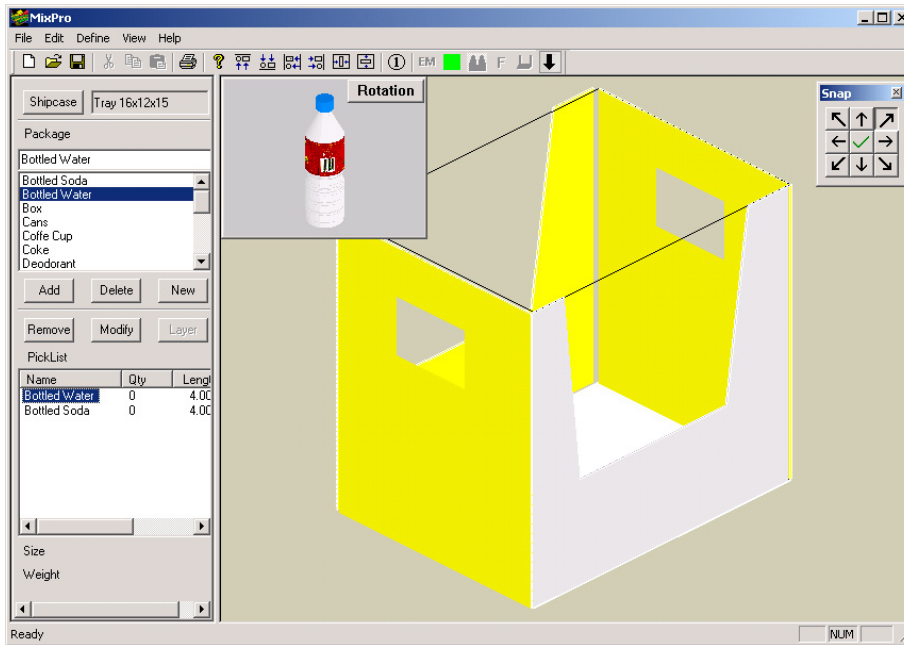 MixPro
File Edit Define View Help
1 EM F
Shipcase Tray 16x12x15
Rotation
Snap
Package
Bottled Water
Bottled Soda
Bottled Water
Box
Cans
Coffe Cup
Coke
Deodorant
Add Delete New
Remove Modify Layer
PickList
Name Qty Lengt
Bottled Water 0 4.00
Bottled Soda 0 4.00
Size
Weight
Ready NUM